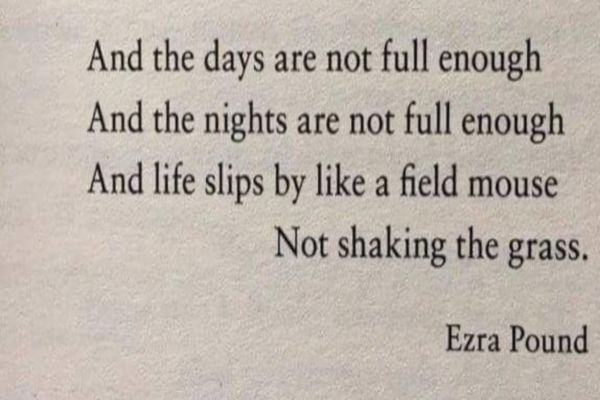 And the days are not full enough
And the nights are not full enough
And life slips by like a field mouse
Not shaking the grass.
Ezra Pound